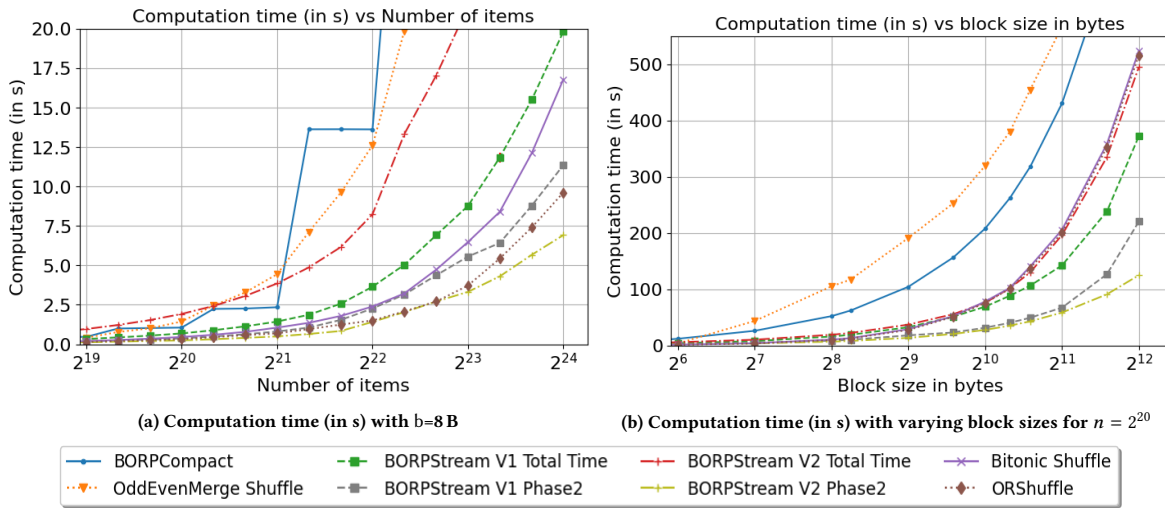 Computation time (in s) vs Number of items
Computation time (in s)
20.0
17.5
15.0
12.5
10.0
7.5
5.0
2.5
0.0
2^19 2^20 2^21 2^22 2^23 2^24
Number of items
(a) Computation time (in s) with b=8 B
Computation time (in s) vs block size in bytes
Computation time (in s)
500
400
300
200
100
0
2^6 2^7 2^8 2^9 2^10 2^11 2^12
Block size in bytes
(b) Computation time (in s) with varying block sizes for n = 2^20
BORPCompact
OddEvenMerge Shuffle
BORPStream V1 Total Time
BORPStream V1 Phase2
BORPStream V2 Total Time
BORPStream V2 Phase2
Bitonic Shuffle
ORShuffle